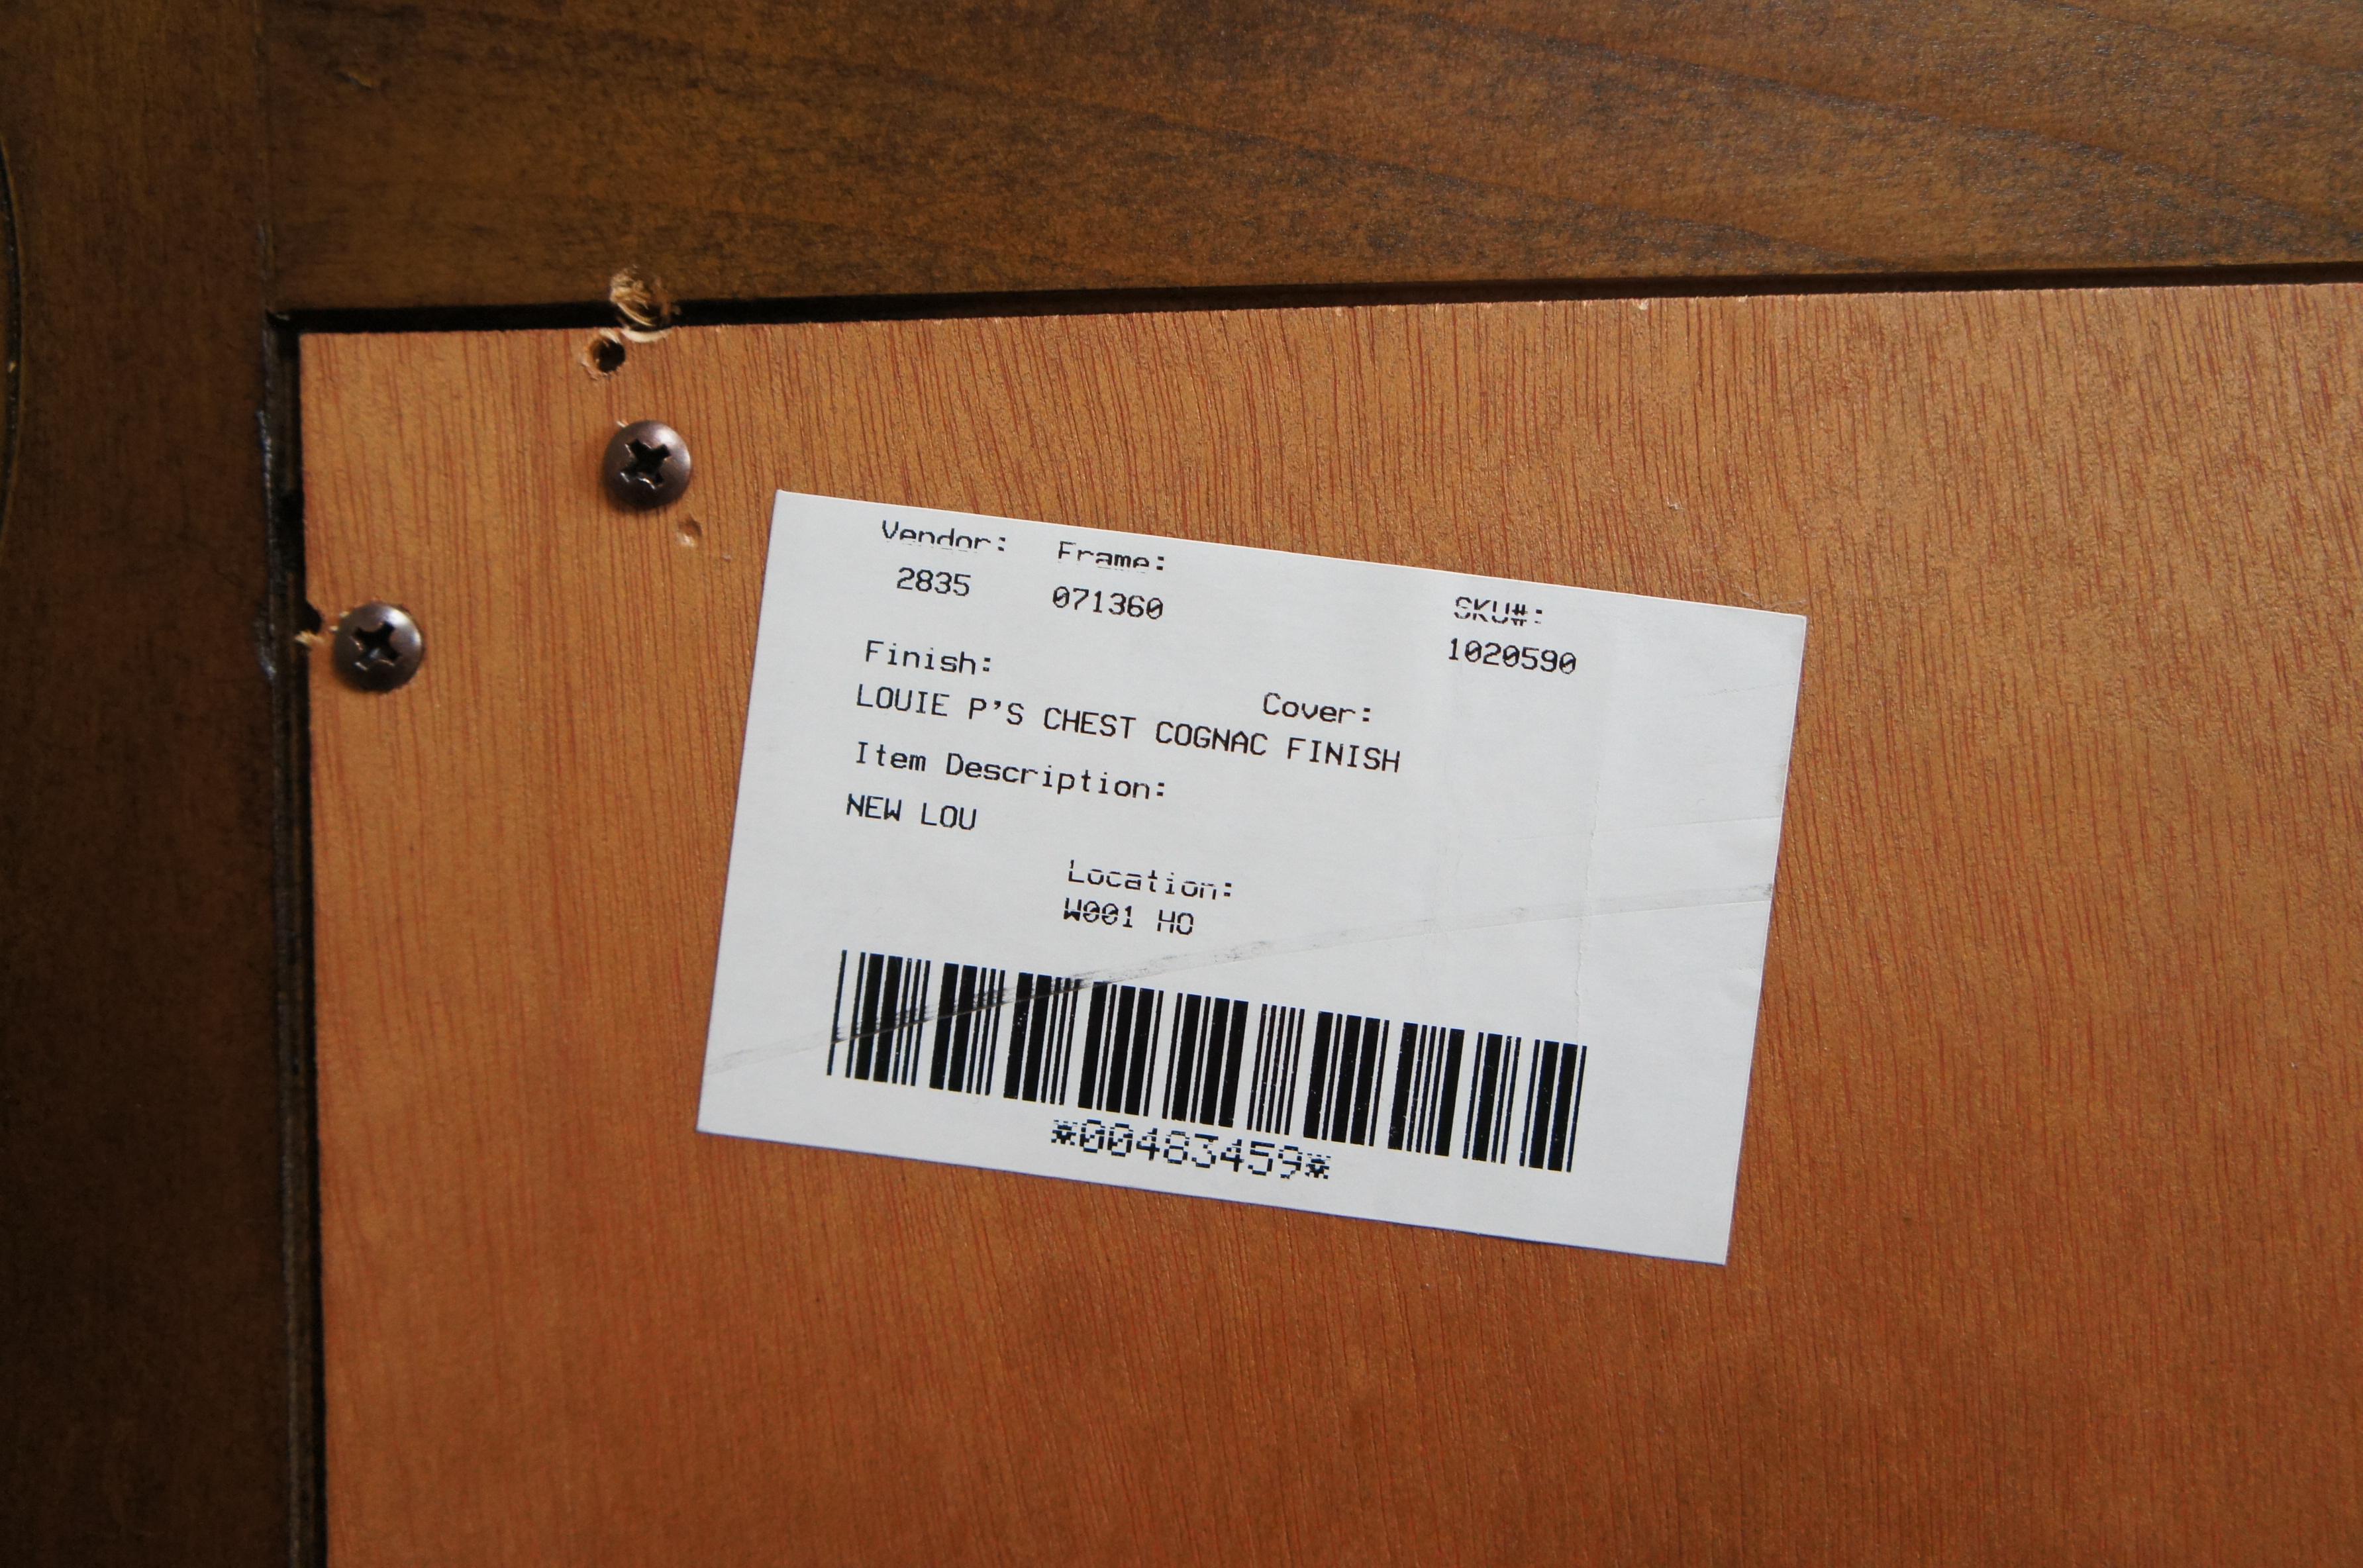 Vendor: Frame: SKU#:
2835 071360 1020590
Finish: Cover:
LOUIE P'S CHEST COGNAC FINISH
Item Description:
NEW LOU
Location:
W001 HO
*00483459*